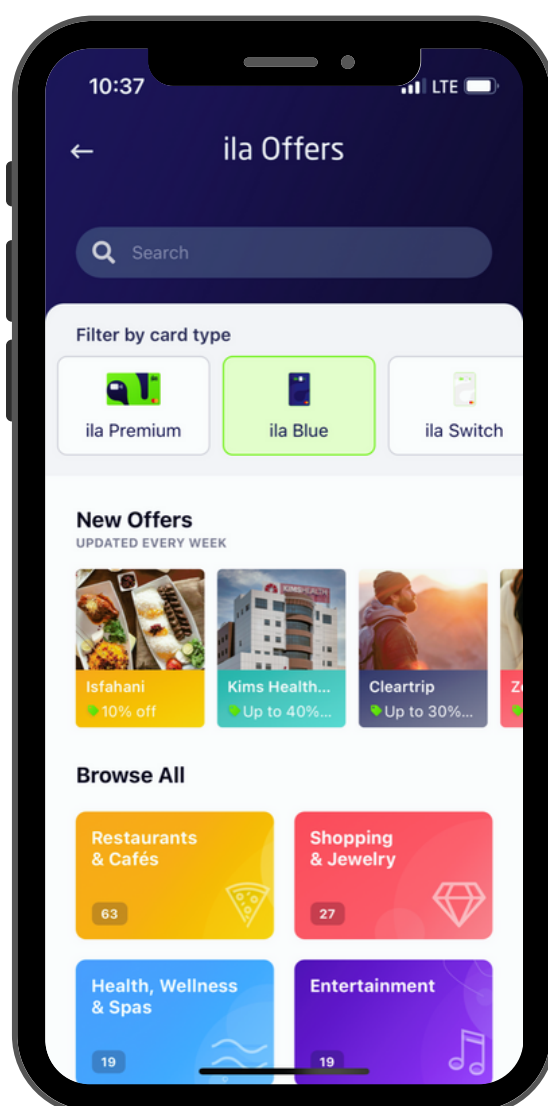 10:37
LTE
ila Offers
Search
Filter by card type
ila Premium
ila Blue
ila Switch
New Offers
UPDATED EVERY WEEK
KIMSHEALTH
Isfahani
10% off
Kims Health...
Up to 40%...
Cleartrip
Up to 30%...
Browse All
Restaurants
& Cafés
63
Shopping
& Jewelry
27
Health, Wellness
& Spas
19
Entertainment
19